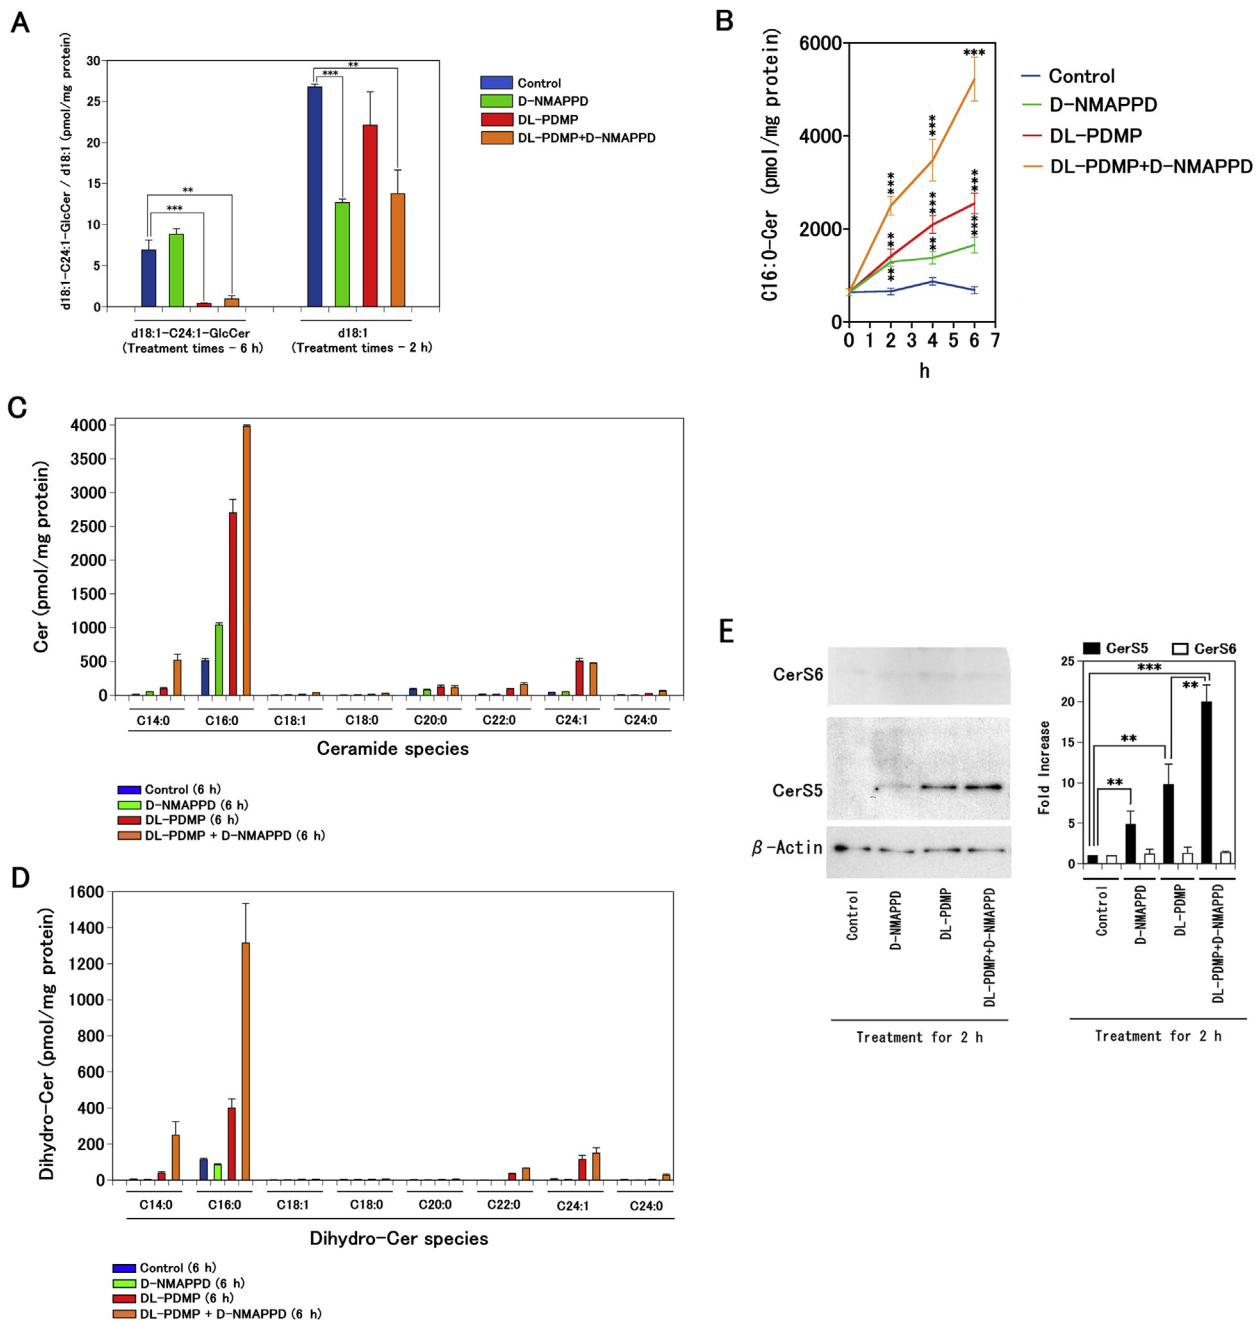 A
d18:1-C24:1-GlcCer / d18:1 (pmol/mg protein)
30
25
20
15
10
5
0
**
***
**
***
d18:1-C24:1-GlcCer
(Treatment times - 6 h)
d18:1
(Treatment times - 2 h)
Control
D-NMAPPD
DL-PDMP
DL-PDMP+D-NMAPPD
B
C16:0-Cer (pmol/mg protein)
6000
4000
2000
0
***
***
***
***
***
***
**
**
***
0 1 2 3 4 5 6 7
h
Control
D-NMAPPD
DL-PDMP
DL-PDMP+D-NMAPPD
C
Cer (pmol/mg protein)
4000
3500
3000
2500
2000
1500
1000
500
0
C14:0 C16:0 C18:1 C18:0 C20:0 C22:0 C24:1 C24:0
Ceramide species
Control (6 h)
D-NMAPPD (6 h)
DL-PDMP (6 h)
DL-PDMP + D-NMAPPD (6 h)
D
Dihydro-Cer (pmol/mg protein)
1600
1400
1200
1000
800
600
400
200
0
C14:0 C16:0 C18:1 C18:0 C20:0 C22:0 C24:1 C24:0
Dihydro-Cer species
Control (6 h)
D-NMAPPD (6 h)
DL-PDMP (6 h)
DL-PDMP + D-NMAPPD (6 h)
E
CerS6
CerS5
β-Actin
Control
D-NMAPPD
DL-PDMP
DL-PDMP+D-NMAPPD
Treatment for 2 h
CerS5 CerS6
Fold Increase
25
20
15
10
5
0
***
**
**
**
Control
D-NMAPPD
DL-PDMP
DL-PDMP+D-NMAPPD
Treatment for 2 h